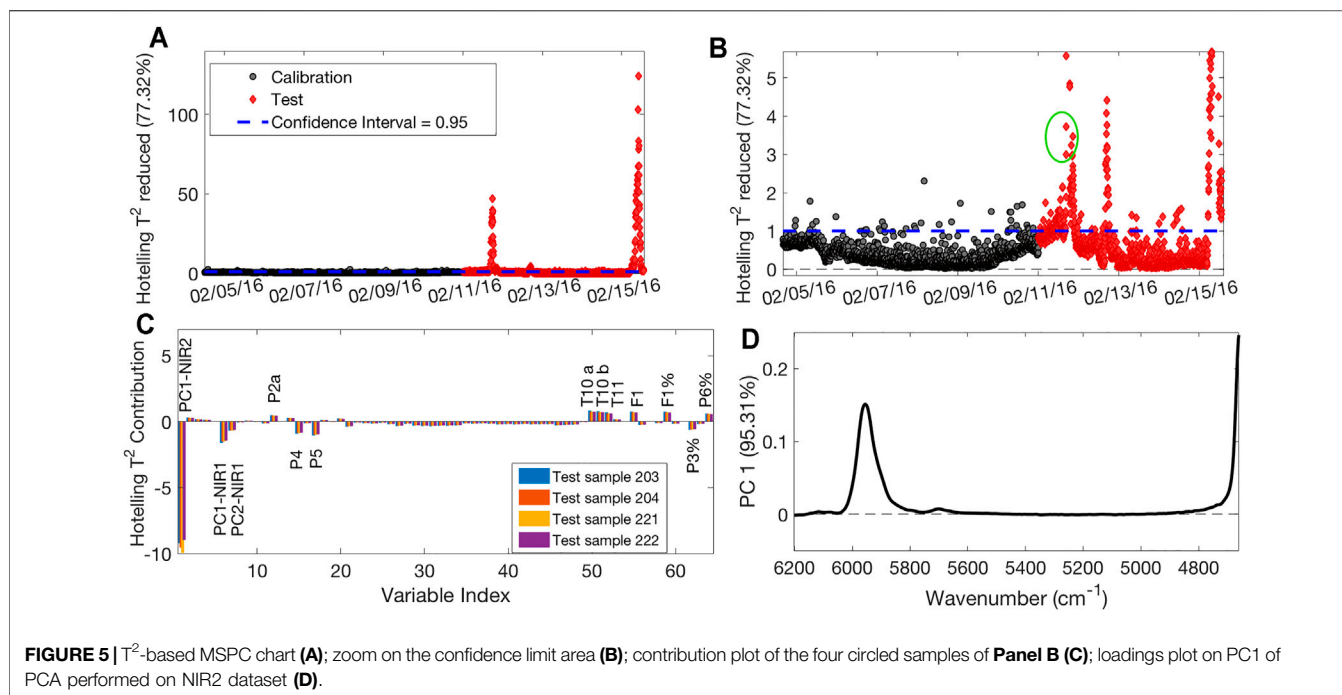 A
Hotelling T² reduced (77.32%)
100
50
0
Calibration
Test
Confidence Interval = 0.95
02/05/16 02/07/16 02/09/16 02/11/16 02/13/16 02/15/16
B
Hotelling T² reduced (77.32%)
5
4
3
2
1
0
02/05/16 02/07/16 02/09/16 02/11/16 02/13/16 02/15/16
C
Hotelling T² Contribution
5
0
-5
-10
PC1-NIR2
PC1-NIR1
PC2-NIR1
P2a
P4
P5
T10 a
T10 b
T11
F1
F1%
P3%
P6%
Test sample 203
Test sample 204
Test sample 221
Test sample 222
10 20 30 40 50 60
Variable Index
D
PC 1 (95.31%)
0.2
0.1
0
6200 6000 5800 5600 5400 5200 5000 4800
Wavenumber (cm⁻¹)
FIGURE 5 | T²-based MSPC chart (A); zoom on the confidence limit area (B); contribution plot of the four circled samples of Panel B (C); loadings plot on PC1 of
PCA performed on NIR2 dataset (D).